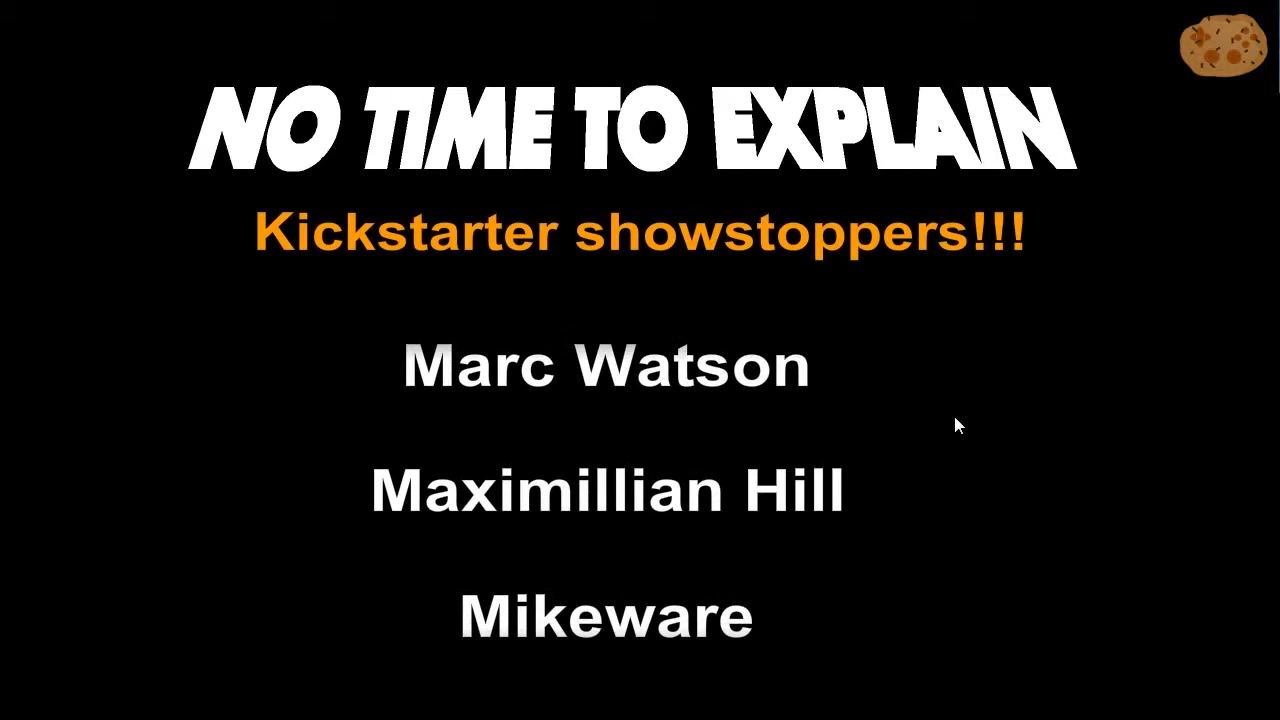 NO TIME TO EXPLAIN
Kickstarter showstoppers!!!
Marc Watson
Maximillian Hill
Mikeware